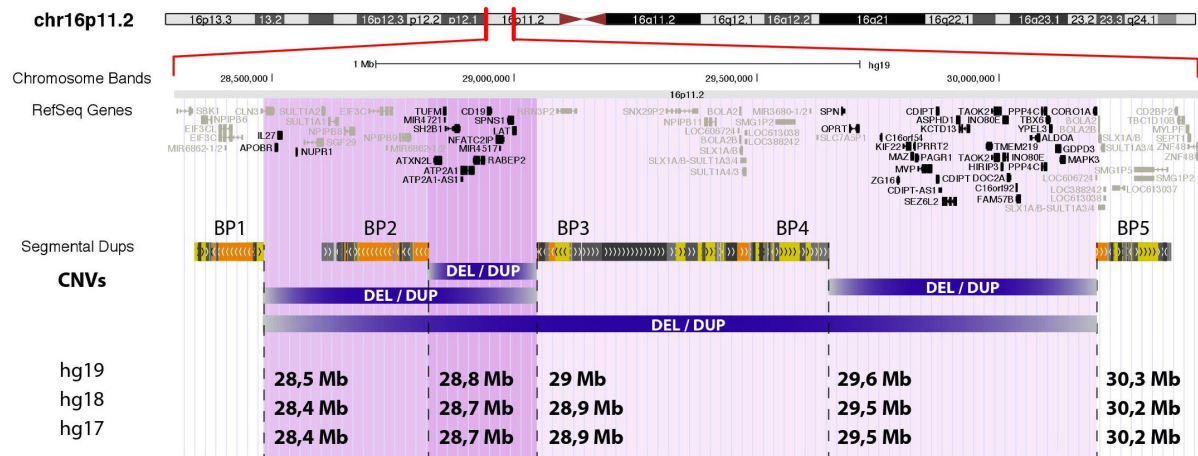 chr16p11.2
16p13.3 13.2 16p12.3 p12.2 p12.1 16p11.2 16q11.2 16q12.1 16q12.2 16q21 16q22.1 16q23.1 23.2 23.3 q24.1
1 Mb hg19
Chromosome Bands 28,500,000 29,000,000 29,500,000 30,000,000
16p11.2
RefSeq Genes SBK1 CLN3 SULT1A2 EIF3C TUFM CD19 SNX29P2 BOLA2 MIR3680-1/2 SPN CDIPT TAOK2 PPP4C CORO1A CD2BP2
NPIPB6 SULT1A1 MIR4721 SPNS1 NPIPB11 SMG1P2 ASPHD1 INO80E TBX6 BOLA2 TBC1D10B
EIF3CL IL27 NPIPB8 SH2B1 LAT LOC606724 LOC613038 QPRT KCTD13 YPEL3 BOLA2B MYLPF
EIF3C APOBR SGF29 NPIPB9 NFATC2IP BOLA2B LOC388242 SLC7A5P1 C16orf54 ALDOA SLX1A/B SEPT1
MIR6862-1/2 NUPR1 MIR6862-1/2 MIR4517 SLX1A/B KIF22 PRRT2 TMEM219 GDPD3 SULT1A3/4 ZNF48
ATXN2L RABEP2 SLX1A/B-SULT1A3/4 MAZ PAGR1 TAOK2 INO80E MAPK3 ZNF48
ATP2A1 SULT1A4/3 MVP HIRIP3 PPP4C SMG1P5
ATP2A1-AS1 ZG16 CDIPT DOC2A LOC606724 SMG1P2
CDIPT-AS1 C16orf92 LOC388242 LOC613037
SEZ6L2 FAM57B LOC613038
SLX1A/B-SULT1A3/4
BP1 BP2 BP3 BP4 BP5
Segmental Dups
CNVs DEL / DUP
DEL / DUP DEL / DUP
DEL / DUP
hg19 28,5 Mb 28,8 Mb 29 Mb 29,6 Mb 30,3 Mb
hg18 28,4 Mb 28,7 Mb 28,9 Mb 29,5 Mb 30,2 Mb
hg17 28,4 Mb 28,7 Mb 28,9 Mb 29,5 Mb 30,2 Mb